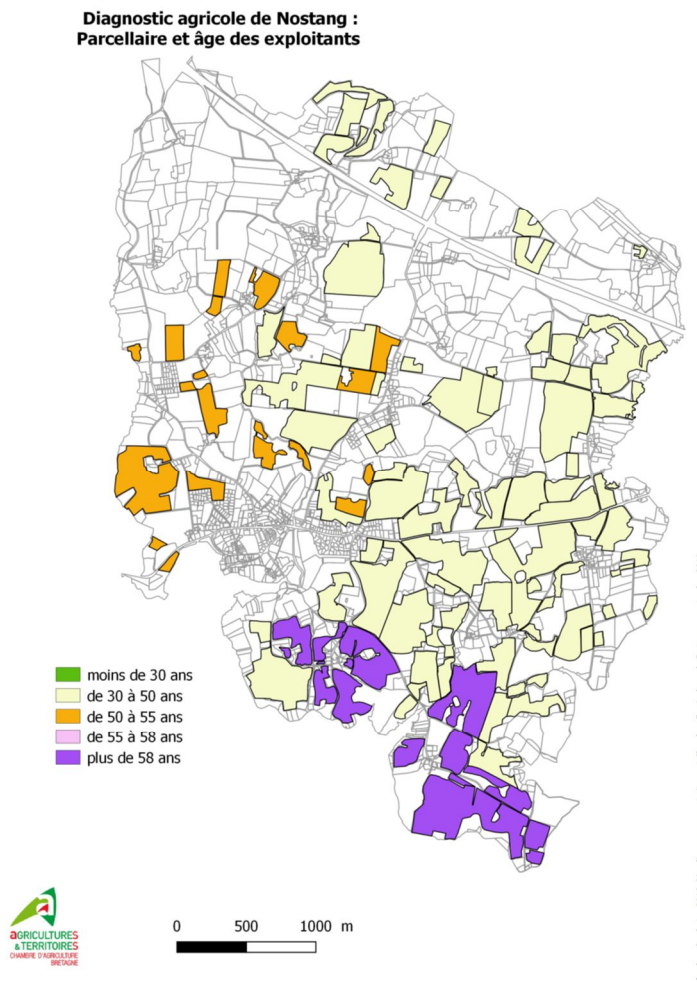 Diagnostic agricole de Nostang :
Parcellaire et âge des exploitants
moins de 30 ans
de 30 à 50 ans
de 50 à 55 ans
de 55 à 58 ans
plus de 58 ans
aGRICULTURES
& TERRITOIRES
CHAMBRE D'AGRICULTURE
BRETAGNE
0 500 1000 m